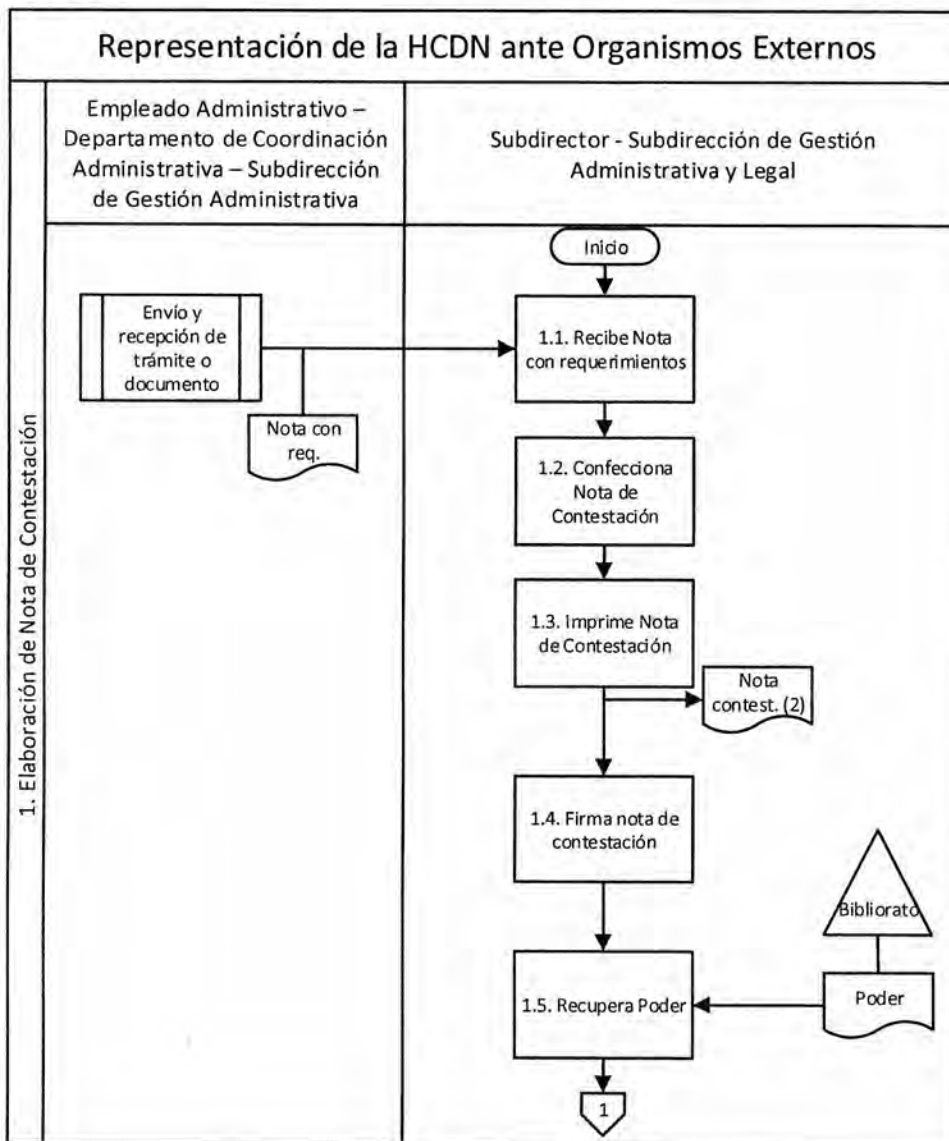 Representación de la HCDN ante Organismos Externos
Empleado Administrativo –
Departamento de Coordinación
Administrativa – Subdirección
de Gestión Administrativa
Subdirector - Subdirección de Gestión
Administrativa y Legal
1. Elaboración de Nota de Contestación
Inicio
Envío y
recepción de
trámite o
documento
Nota con
req.
1.1. Recibe Nota
con requerimientos
1.2. Confecciona
Nota de
Contestación
1.3. Imprime Nota
de Contestación
Nota
contest. (2)
1.4. Firma nota de
contestación
Bibliorato
Poder
1.5. Recupera Poder
1